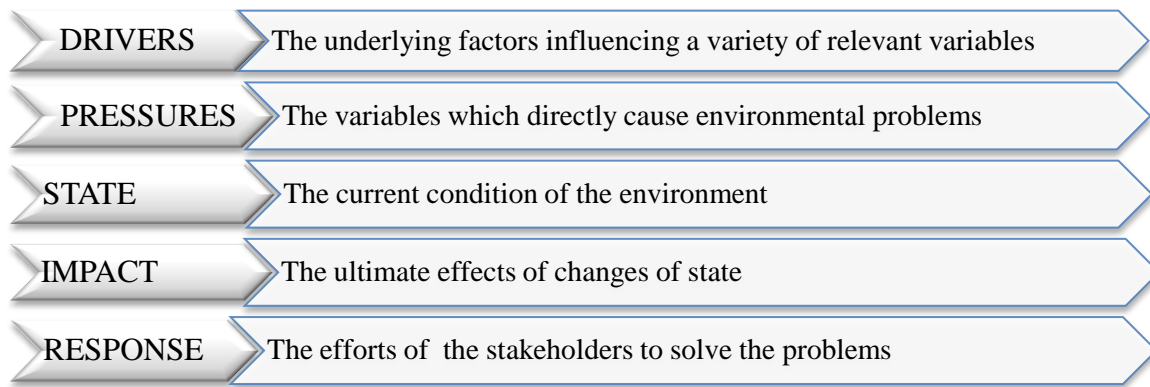 DRIVERS The underlying factors influencing a variety of relevant variables
PRESSURES The variables which directly cause environmental problems
STATE The current condition of the environment
IMPACT The ultimate effects of changes of state
RESPONSE The efforts of the stakeholders to solve the problems